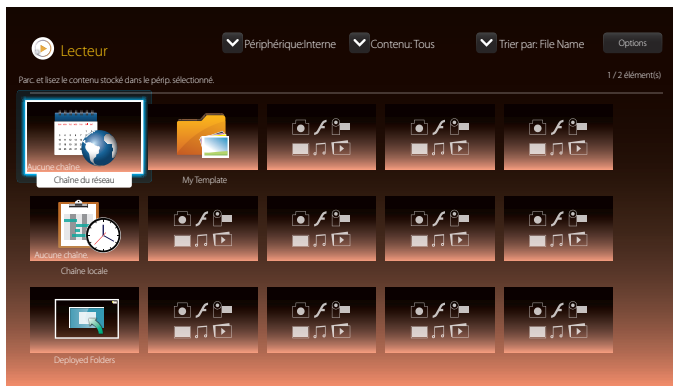 Lecteur
Périphérique:Interne
Contenu: Tous
Trier par: File Name
Options
Parc. et lisez le contenu stocké dans le périp. sélectionné.
1 / 2 élément(s)
Aucune chaîne.
Chaîne du réseau
My Template
Aucune chaîne.
Chaîne locale
Deployed Folders